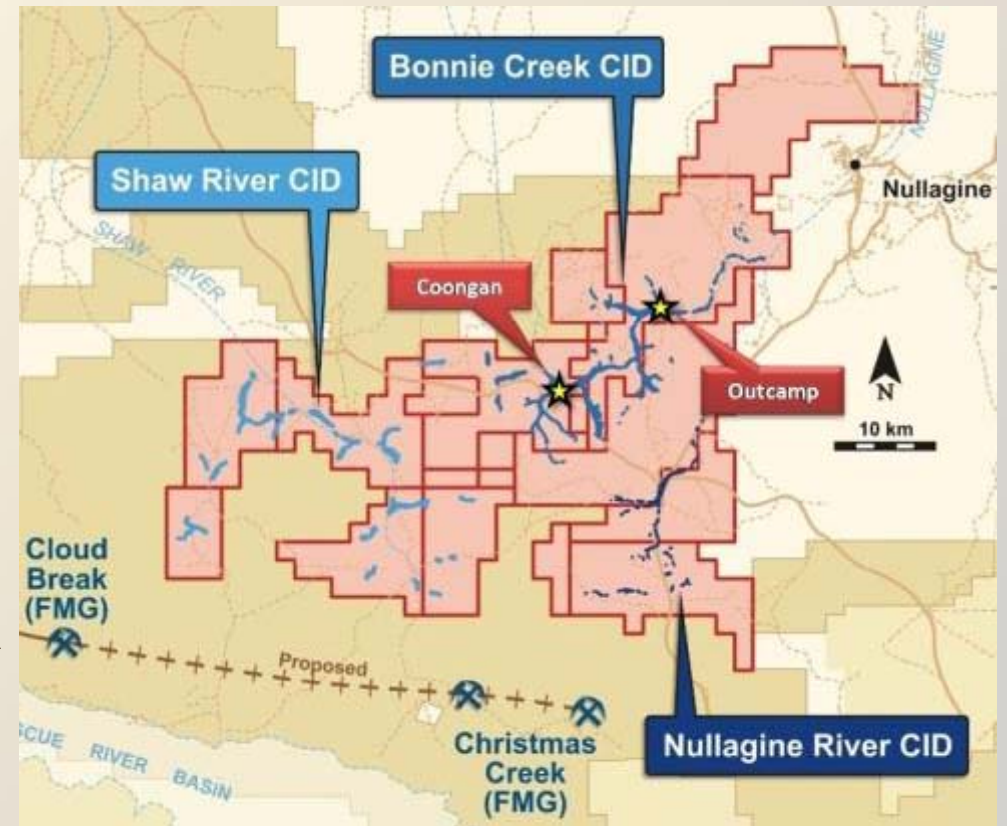 NULLAGINE
Bonnie Creek CID
Shaw River CID
Nullagine
SHAW RIVER
Coongan
Outcamp
N
10 km
Cloud
Break
(FMG)
Proposed
Christmas
Creek
(FMG)
Nullagine River CID
SCUE RIVER BASIN